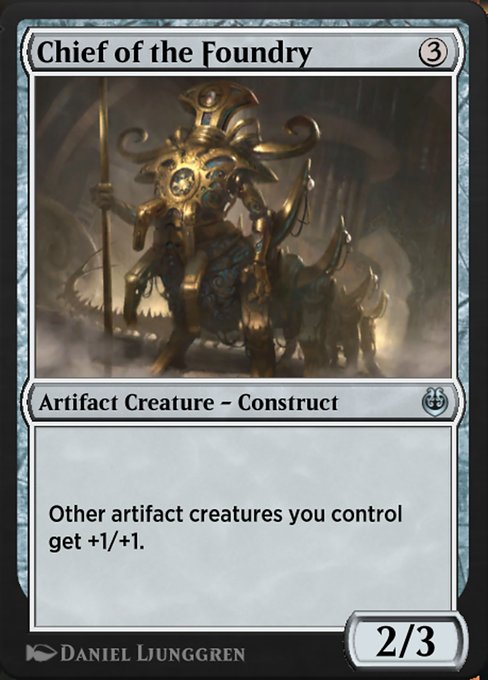 Chief of the Foundry 3
Artifact Creature – Construct
Other artifact creatures you control
get +1/+1.
2/3
Daniel Ljunggren